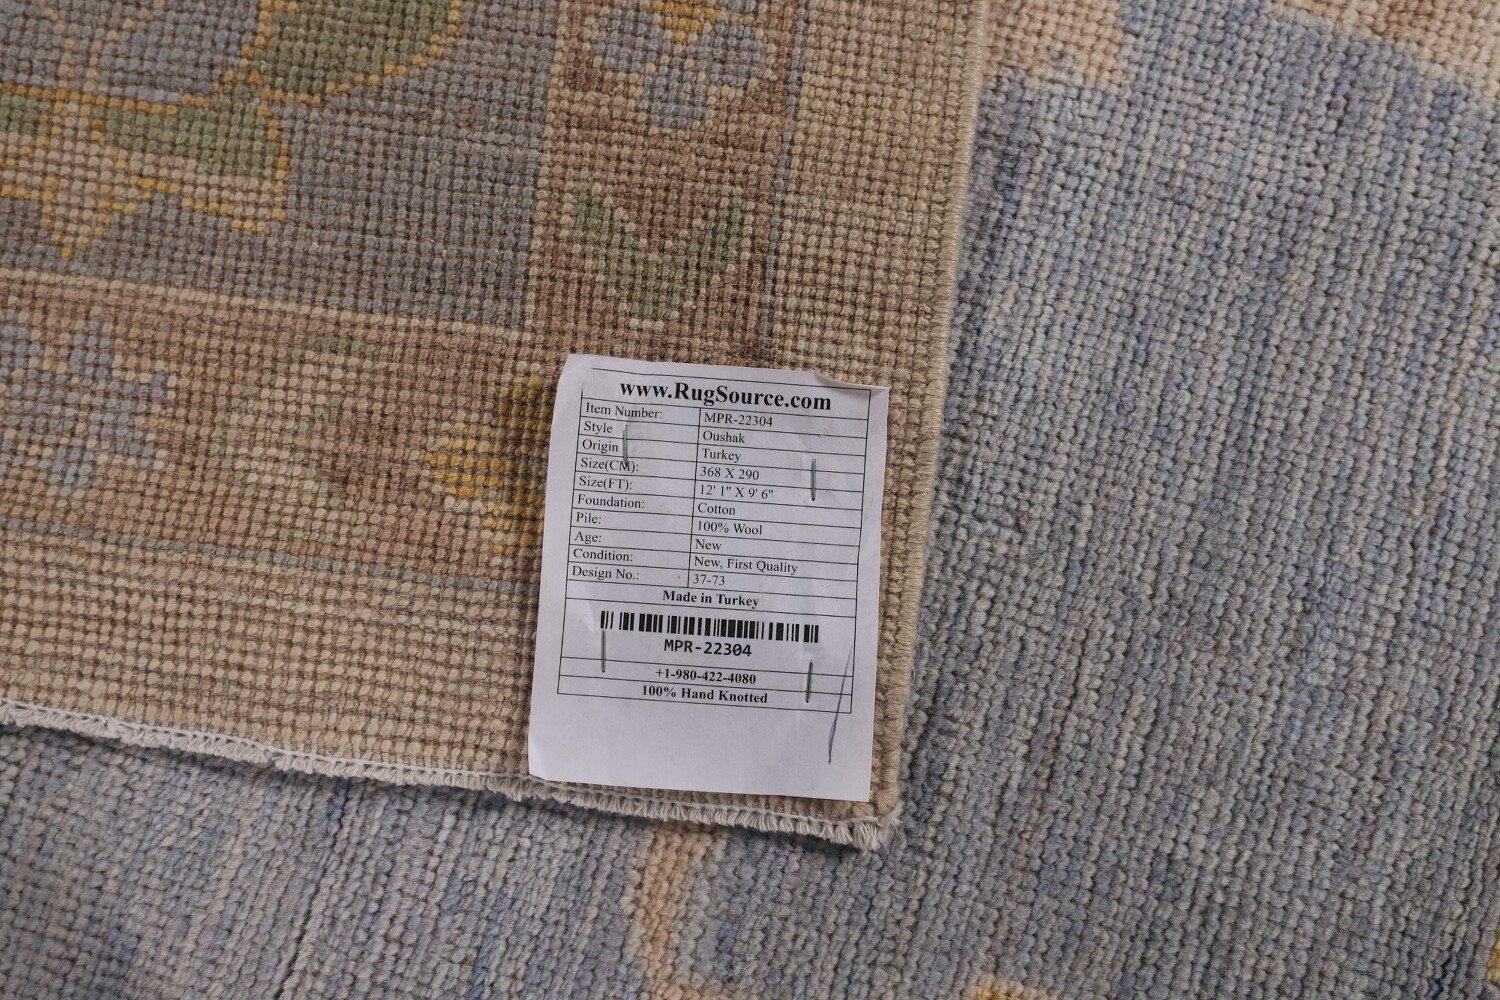 www.RugSource.com
Item Number: MPR-22304
Style Oushak
Origin Turkey
Size(CM): 368 X 290
Size(FT): 12' 1" X 9' 6"
Foundation: Cotton
Pile: 100% Wool
Age: New
Condition: New, First Quality
Design No.: 37-73
Made in Turkey
MPR-22304
+1-980-422-4080
100% Hand Knotted